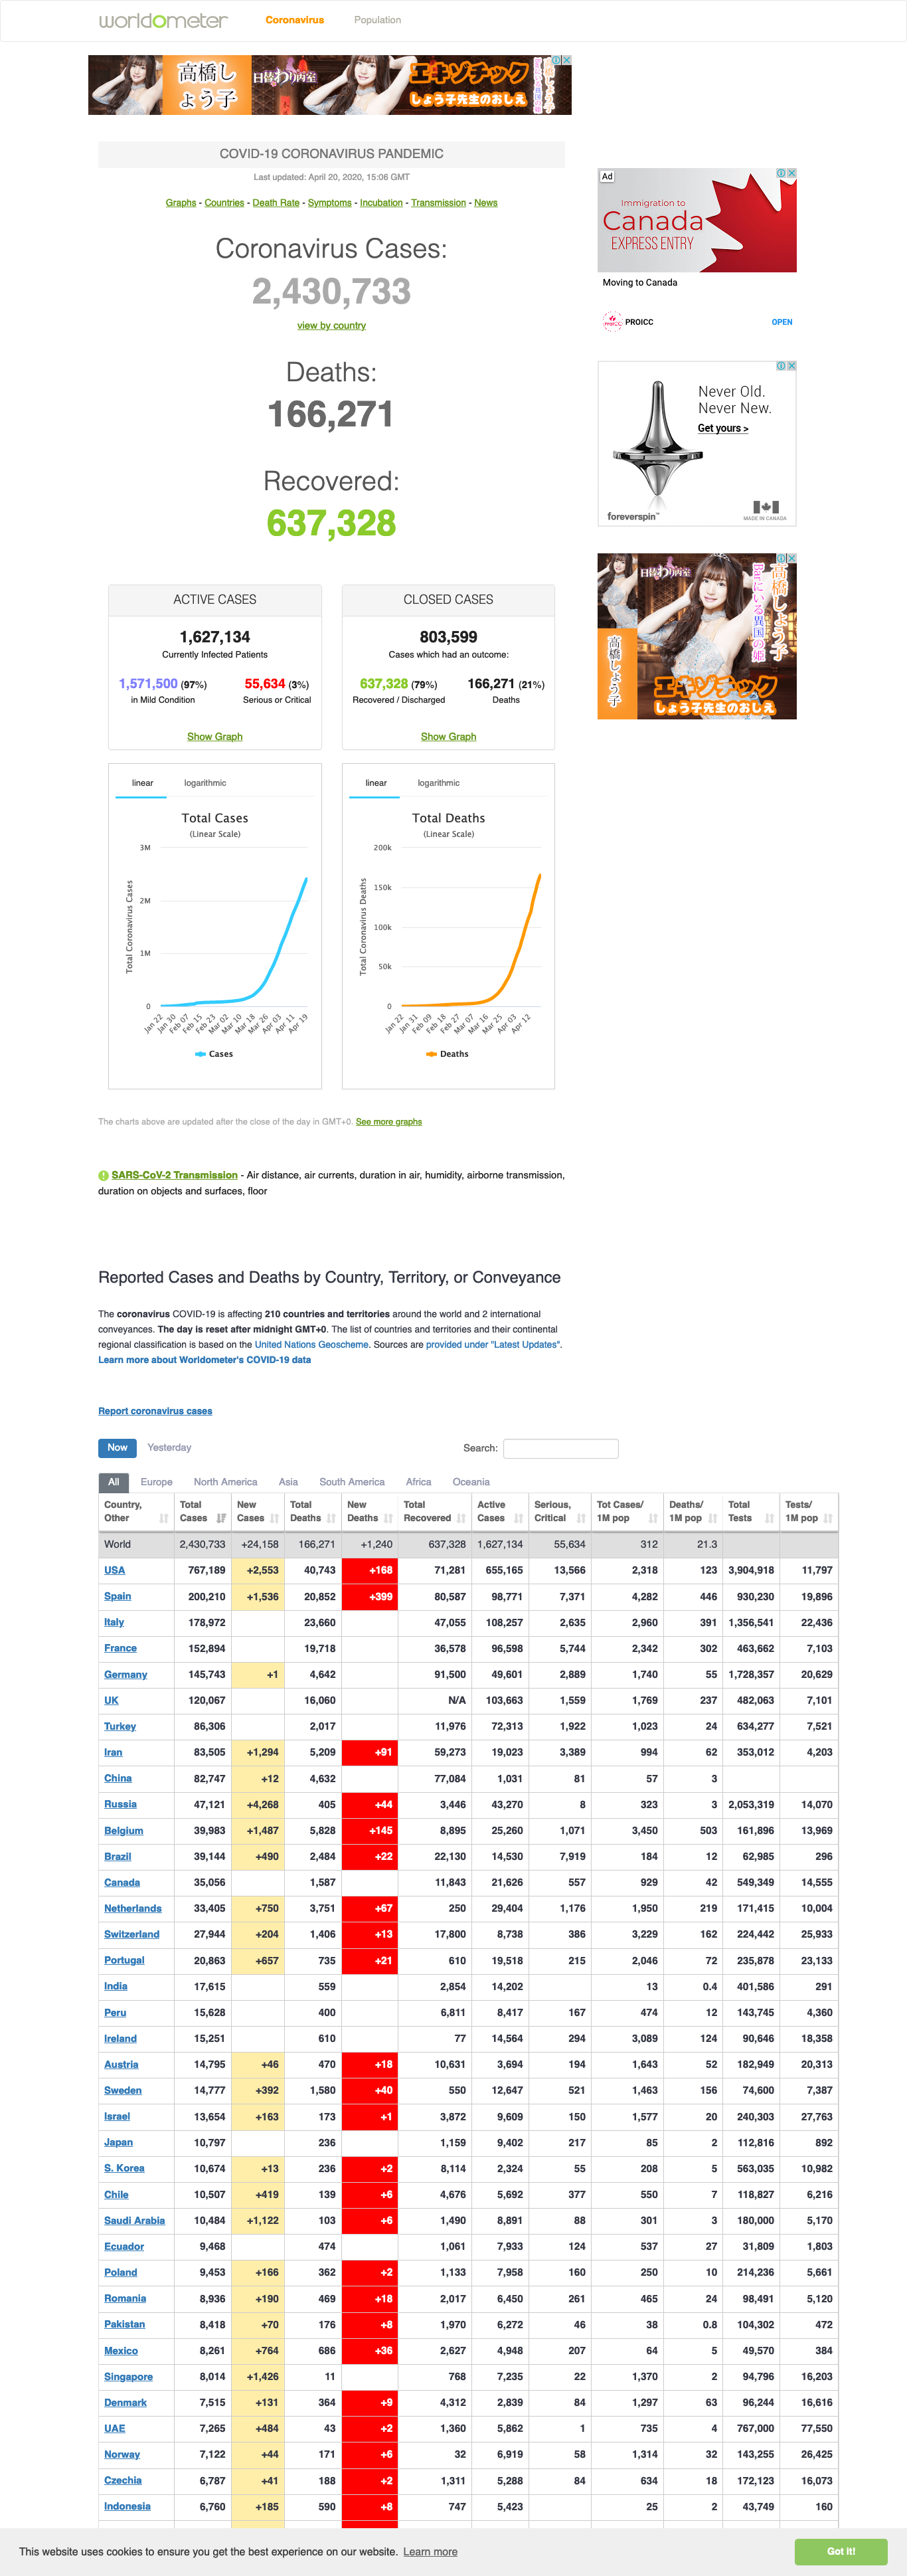 worldometer Coronavirus Population
高橋しょう子 日替わり病室 エキゾチック しょう子先生のおしえ
COVID-19 CORONAVIRUS PANDEMIC
Last updated: April 20, 2020, 15:06 GMT
Graphs - Countries - Death Rate - Symptoms - Incubation - Transmission - News
Coronavirus Cases:
2,430,733
view by country
Deaths:
166,271
Recovered:
637,328
Ad
Immigration to
Canada
EXPRESS ENTRY
Moving to Canada
PROICC OPEN
Never Old.
Never New.
Get yours >
foreverspin™ MADE IN CANADA
高橋しょう子
Barにいる異国の姫
高橋しょう子
エキゾチック
しょう子先生のおしえ
ACTIVE CASES
1,627,134
Currently Infected Patients
1,571,500 (97%) 55,634 (3%)
in Mild Condition Serious or Critical
Show Graph
CLOSED CASES
803,599
Cases which had an outcome:
637,328 (79%) 166,271 (21%)
Recovered / Discharged Deaths
Show Graph
linear logarithmic
Total Cases
(Linear Scale)
Total Coronavirus Cases
3M
2M
1M
0
Jan 22 Jan 30 Feb 07 Feb 15 Feb 23 Mar 02 Mar 10 Mar 18 Mar 26 Apr 03 Apr 11 Apr 19
Cases
linear logarithmic
Total Deaths
(Linear Scale)
Total Coronavirus Deaths
200k
150k
100k
50k
0
Jan 22 Jan 31 Feb 09 Feb 18 Feb 27 Mar 07 Mar 16 Mar 25 Apr 03 Apr 12
Deaths
The charts above are updated after the close of the day in GMT+0. See more graphs
SARS-CoV-2 Transmission - Air distance, air currents, duration in air, humidity, airborne transmission,
duration on objects and surfaces, floor
Reported Cases and Deaths by Country, Territory, or Conveyance
The coronavirus COVID-19 is affecting 210 countries and territories around the world and 2 international
conveyances. The day is reset after midnight GMT+0. The list of countries and territories and their continental
regional classification is based on the United Nations Geoscheme. Sources are provided under "Latest Updates".
Learn more about Worldometer's COVID-19 data
Report coronavirus cases
Now Yesterday Search:
All Europe North America Asia South America Africa Oceania
Country, Total New Total New Total Active Serious, Tot Cases/ Deaths/ Total Tests/
Other Cases Cases Deaths Deaths Recovered Cases Critical 1M pop 1M pop Tests 1M pop
World 2,430,733 +24,158 166,271 +1,240 637,328 1,627,134 55,634 312 21.3
USA 767,189 +2,553 40,743 +168 71,281 655,165 13,566 2,318 123 3,904,918 11,797
Spain 200,210 +1,536 20,852 +399 80,587 98,771 7,371 4,282 446 930,230 19,896
Italy 178,972 23,660 47,055 108,257 2,635 2,960 391 1,356,541 22,436
France 152,894 19,718 36,578 96,598 5,744 2,342 302 463,662 7,103
Germany 145,743 +1 4,642 91,500 49,601 2,889 1,740 55 1,728,357 20,629
UK 120,067 16,060 N/A 103,663 1,559 1,769 237 482,063 7,101
Turkey 86,306 2,017 11,976 72,313 1,922 1,023 24 634,277 7,521
Iran 83,505 +1,294 5,209 +91 59,273 19,023 3,389 994 62 353,012 4,203
China 82,747 +12 4,632 77,084 1,031 81 57 3
Russia 47,121 +4,268 405 +44 3,446 43,270 8 323 3 2,053,319 14,070
Belgium 39,983 +1,487 5,828 +145 8,895 25,260 1,071 3,450 503 161,896 13,969
Brazil 39,144 +490 2,484 +22 22,130 14,530 7,919 184 12 62,985 296
Canada 35,056 1,587 11,843 21,626 557 929 42 549,349 14,555
Netherlands 33,405 +750 3,751 +67 250 29,404 1,176 1,950 219 171,415 10,004
Switzerland 27,944 +204 1,406 +13 17,800 8,738 386 3,229 162 224,442 25,933
Portugal 20,863 +657 735 +21 610 19,518 215 2,046 72 235,878 23,133
India 17,615 559 2,854 14,202 13 0.4 401,586 291
Peru 15,628 400 6,811 8,417 167 474 12 143,745 4,360
Ireland 15,251 610 77 14,564 294 3,089 124 90,646 18,358
Austria 14,795 +46 470 +18 10,631 3,694 194 1,643 52 182,949 20,313
Sweden 14,777 +392 1,580 +40 550 12,647 521 1,463 156 74,600 7,387
Israel 13,654 +163 173 +1 3,872 9,609 150 1,577 20 240,303 27,763
Japan 10,797 236 1,159 9,402 217 85 2 112,816 892
S. Korea 10,674 +13 236 +2 8,114 2,324 55 208 5 563,035 10,982
Chile 10,507 +419 139 +6 4,676 5,692 377 550 7 118,827 6,216
Saudi Arabia 10,484 +1,122 103 +6 1,490 8,891 88 301 3 180,000 5,170
Ecuador 9,468 474 1,061 7,933 124 537 27 31,809 1,803
Poland 9,453 +166 362 +2 1,133 7,958 160 250 10 214,236 5,661
Romania 8,936 +190 469 +18 2,017 6,450 261 465 24 98,491 5,120
Pakistan 8,418 +70 176 +8 1,970 6,272 46 38 0.8 104,302 472
Mexico 8,261 +764 686 +36 2,627 4,948 207 64 5 49,570 384
Singapore 8,014 +1,426 11 768 7,235 22 1,370 2 94,796 16,203
Denmark 7,515 +131 364 +9 4,312 2,839 84 1,297 63 96,244 16,616
UAE 7,265 +484 43 +2 1,360 5,862 1 735 4 767,000 77,550
Norway 7,122 +44 171 +6 32 6,919 58 1,314 32 143,255 26,425
Czechia 6,787 +41 188 +2 1,311 5,288 84 634 18 172,123 16,073
Indonesia 6,760 +185 590 +8 747 5,423 25 2 43,749 160
This website uses cookies to ensure you get the best experience on our website. Learn more Got it!